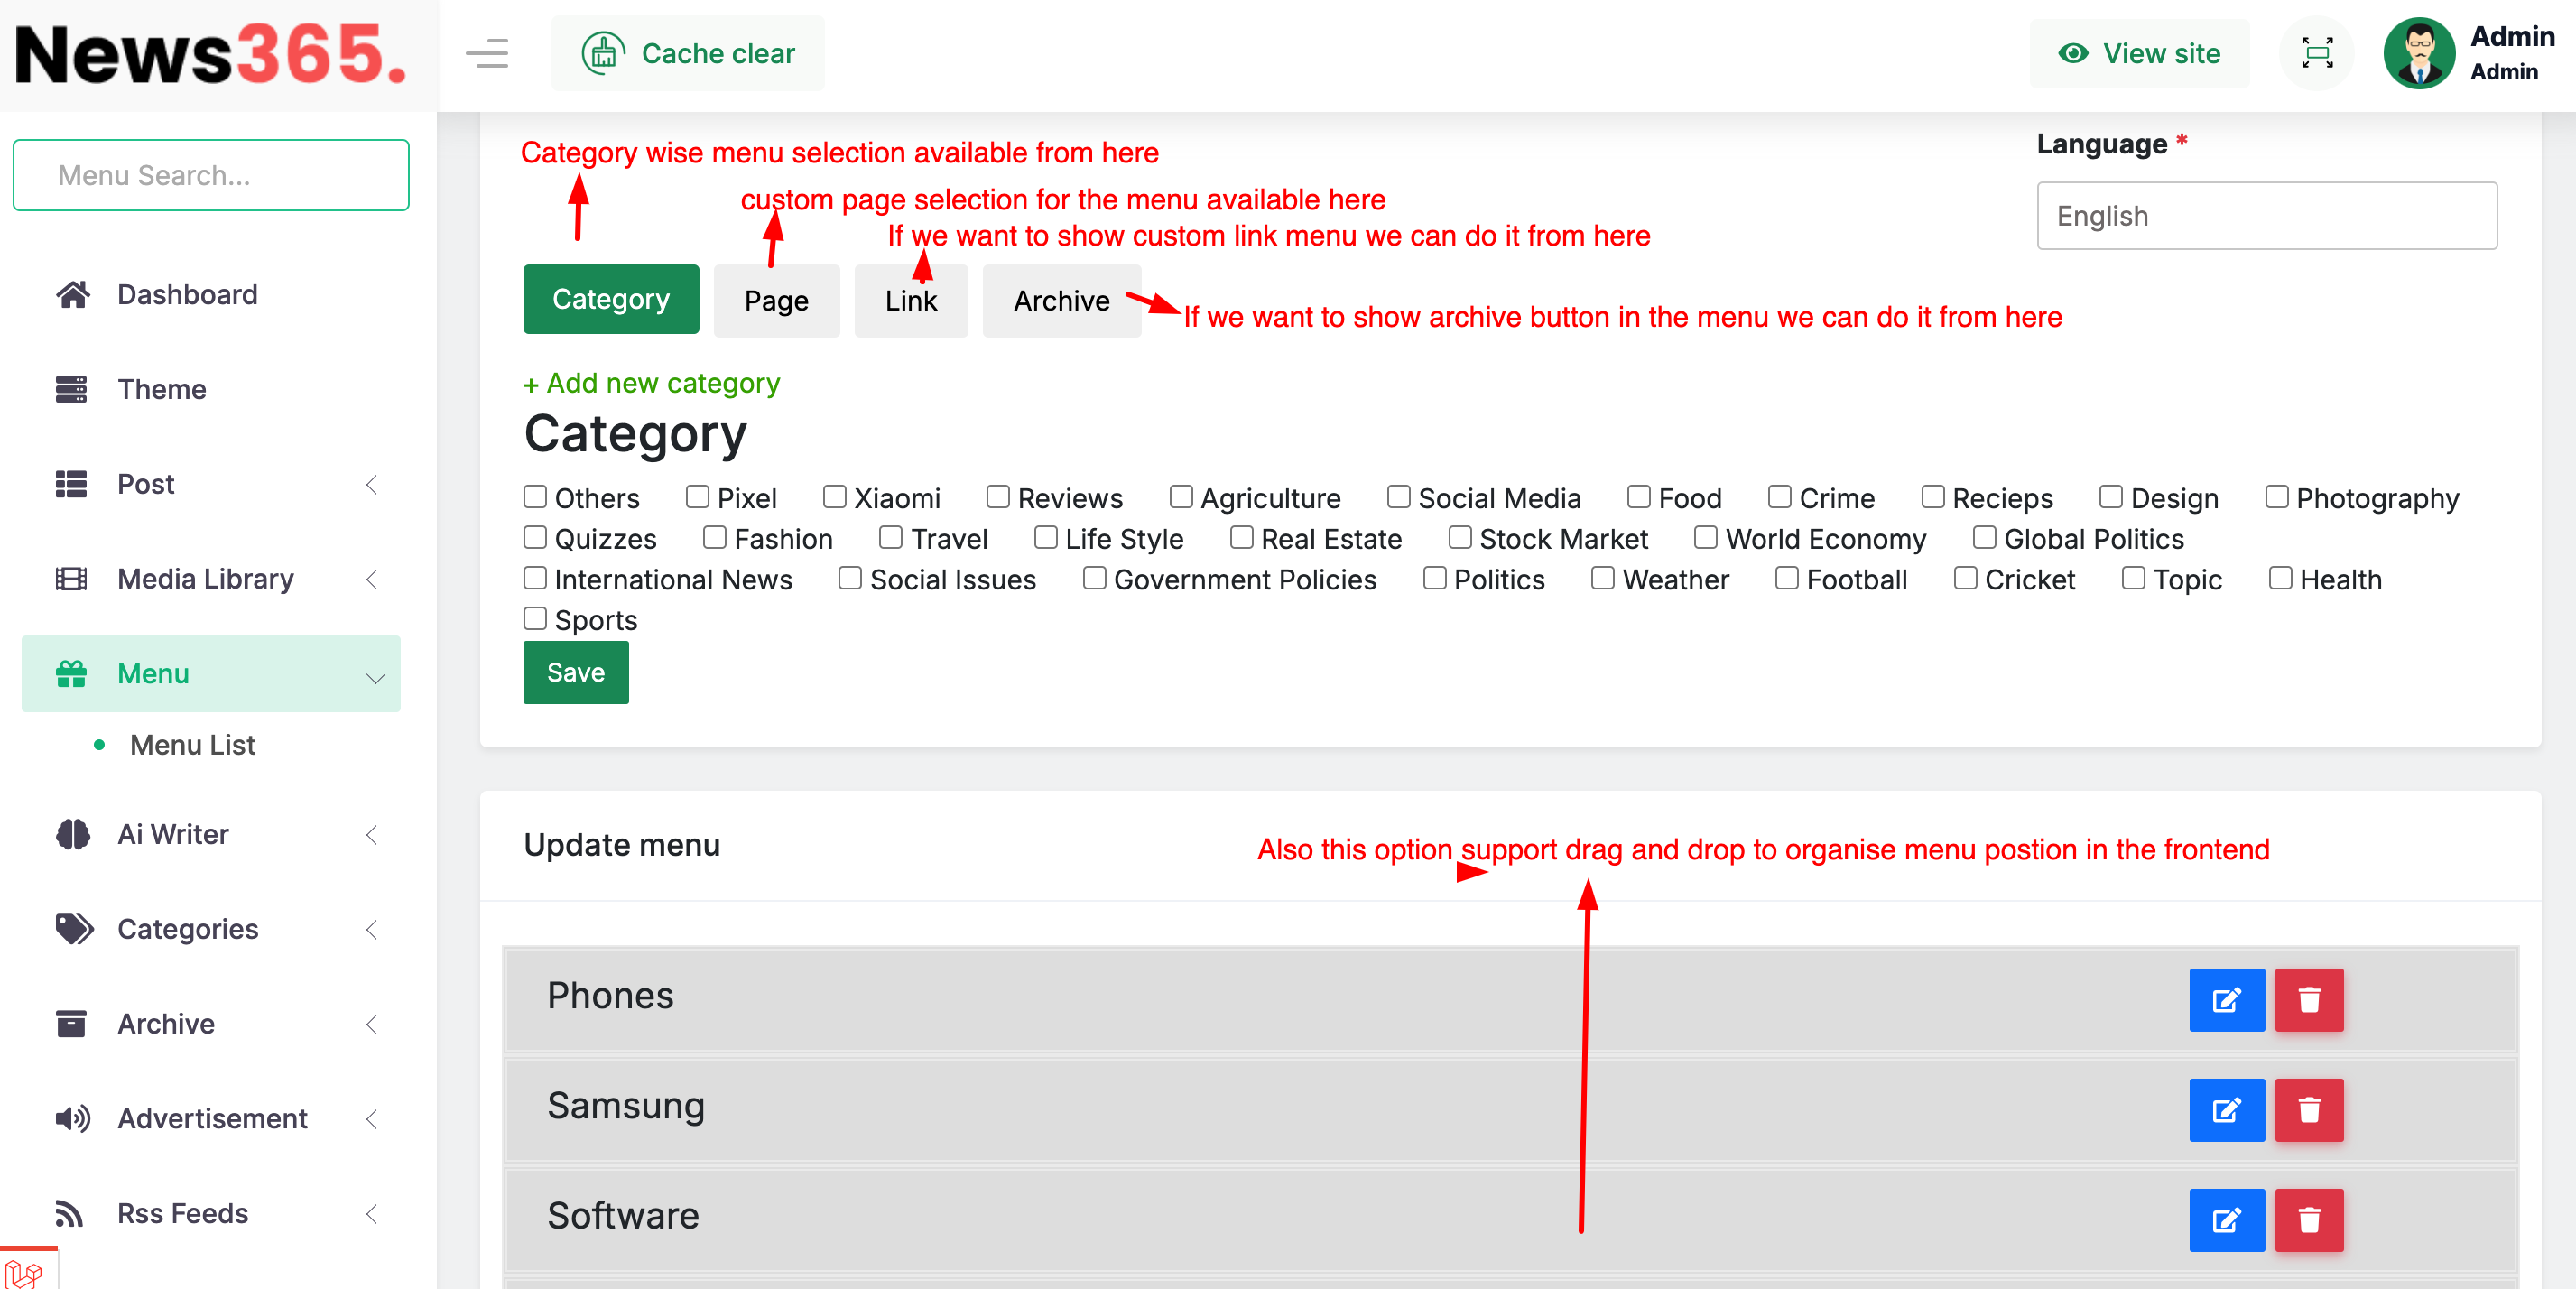 News365.
Cache clear
View site
Admin
Admin
Menu Search...
Dashboard
Theme
Post
Media Library
Menu
Menu List
Ai Writer
Categories
Archive
Advertisement
Rss Feeds
Category wise menu selection available from here
custom page selection for the menu available here
If we want to show custom link menu we can do it from here
Language *
English
Category Page Link Archive
If we want to show archive button in the menu we can do it from here
+ Add new category
Category
Others Pixel Xiaomi Reviews Agriculture Social Media Food Crime Recieps Design Photography
Quizzes Fashion Travel Life Style Real Estate Stock Market World Economy Global Politics
International News Social Issues Government Policies Politics Weather Football Cricket Topic Health
Sports
Save
Update menu
Also this option support drag and drop to organise menu postion in the frontend
Phones
Samsung
Software